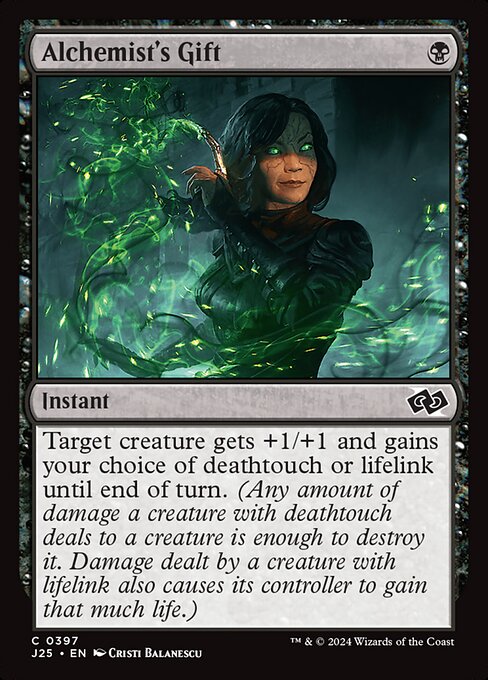 Alchemist's Gift
Instant
Target creature gets +1/+1 and gains
your choice of deathtouch or lifelink
until end of turn. (Any amount of
damage a creature with deathtouch
deals to a creature is enough to destroy
it. Damage dealt by a creature with
lifelink also causes its controller to gain
that much life.)
C 0397
J25 • EN Cristi Balanescu
™ & © 2024 Wizards of the Coast